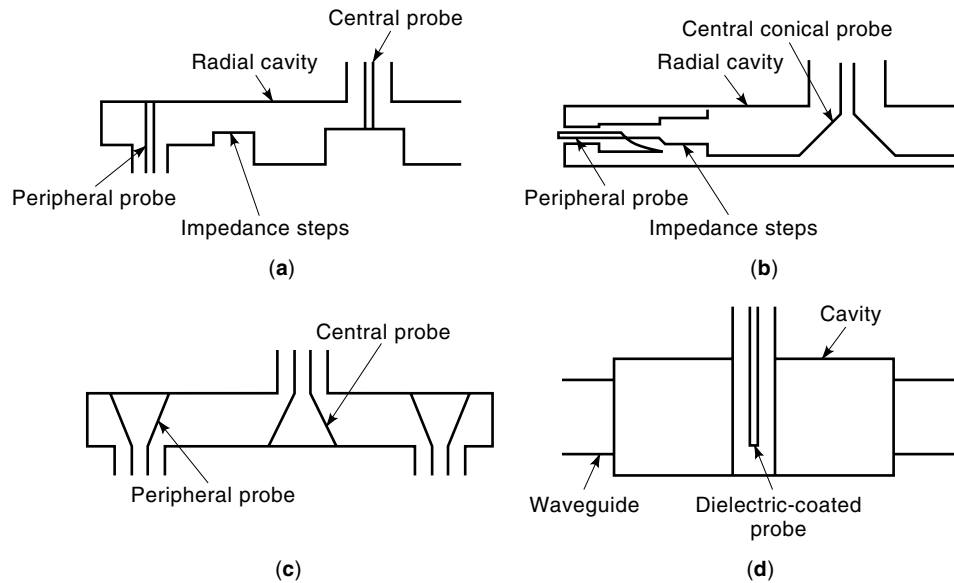 Central probe
Radial cavity
Peripheral probe
Impedance steps
(a)
Central conical probe
Radial cavity
Peripheral probe
Impedance steps
(b)
Central probe
Peripheral probe
(c)
Cavity
Waveguide
Dielectric-coated
probe
(d)